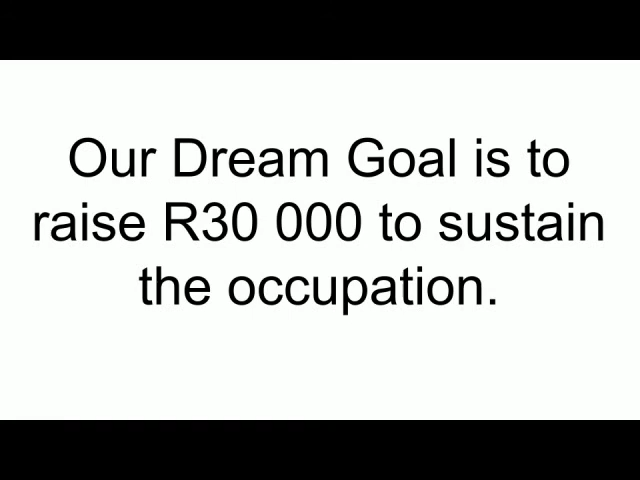 Our Dream Goal is to
raise R30 000 to sustain
the occupation.